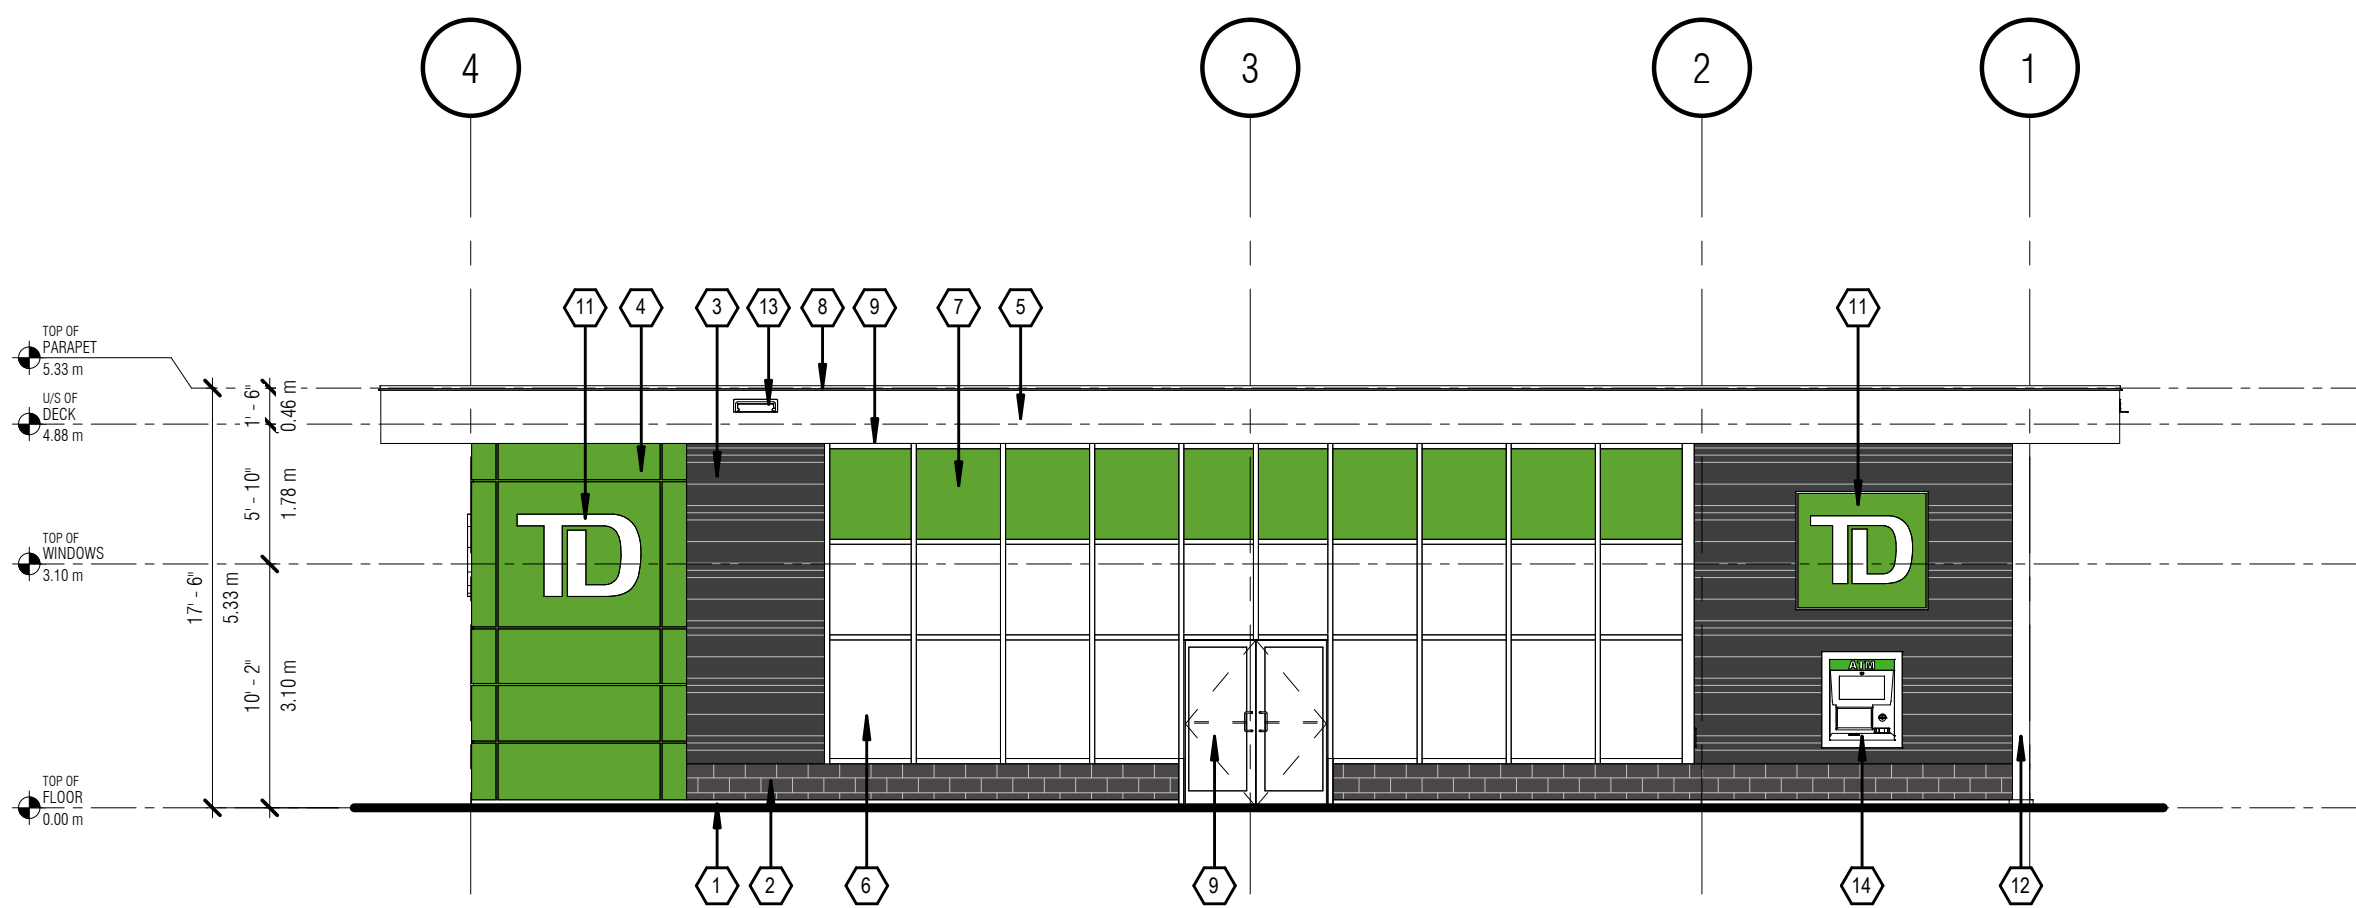 4
3
2
1
11
4
3
13
8
9
7
5
11
TOP OF
PARAPET
5.33 m
U/S OF
DECK
4.88 m
1' - 6"
0.46 m
5' - 10"
1.78 m
TOP OF
WINDOWS
3.10 m
17' - 6"
5.33 m
10' - 2"
3.10 m
TD
TD
ATM
TOP OF
FLOOR
0.00 m
1
2
6
9
14
12